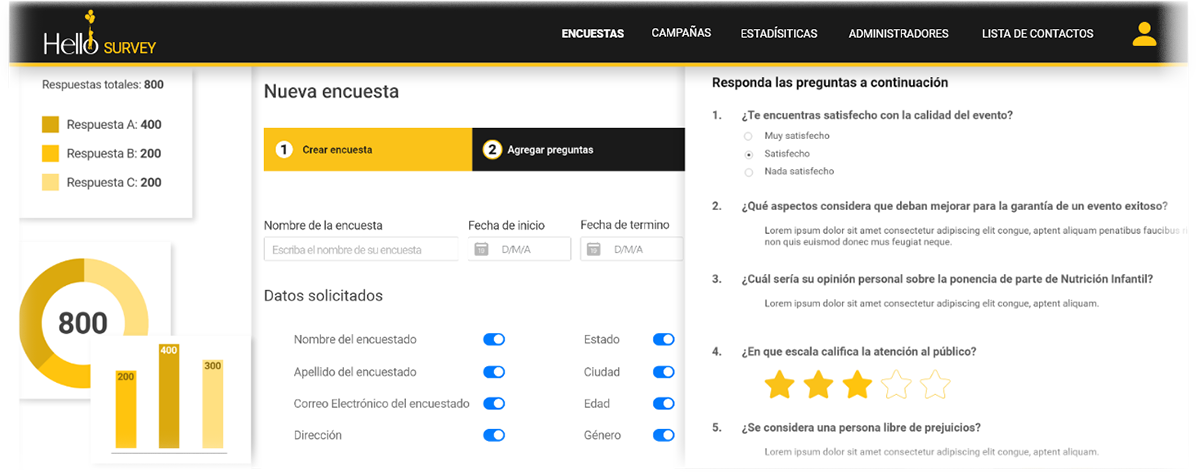 Hello SURVEY
ENCUESTAS
CAMPAÑAS
ESTADÍSITICAS
ADMINISTRADORES
LISTA DE CONTACTOS
Respuestas totales: 800
Respuesta A: 400
Respuesta B: 200
Respuesta C: 200
800
200
400
300
Nueva encuesta
1 Crear encuesta
2 Agregar preguntas
Nombre de la encuesta
Escriba el nombre de su encuesta
Fecha de inicio
D/M/A
Fecha de termino
D/M/A
Datos solicitados
Nombre del encuestado
Estado
Apellido del encuestado
Ciudad
Correo Electrónico del encuestado
Edad
Dirección
Género
Responda las preguntas a continuación
1. ¿Te encuentras satisfecho con la calidad del evento?
Muy satisfecho
Satisfecho
Nada satisfecho
2. ¿Qué aspectos considera que deban mejorar para la garantía de un evento exitoso?
Lorem ipsum dolor sit amet consectetur adipiscing elit congue, aptent aliquam penatibus faucibus
non quis euismod donec mus feugiat neque.
3. ¿Cuál sería su opinión personal sobre la ponencia de parte de Nutrición Infantil?
Lorem ipsum dolor sit amet consectetur adipiscing elit congue, aptent aliquam.
4. ¿En que escala califica la atención al público?
5. ¿Se considera una persona libre de prejuicios?
Lorem ipsum dolor sit amet consectetur adipiscing elit congue, aptent aliquam.